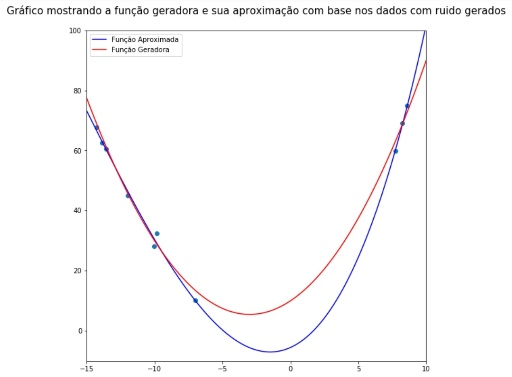 Gráfico mostrando a função geradora e sua aproximação com base nos dados com ruido gerados
100
Função Aproximada
Função Geradora
80
60
40
20
0
−15 −10 −5 0 5 10